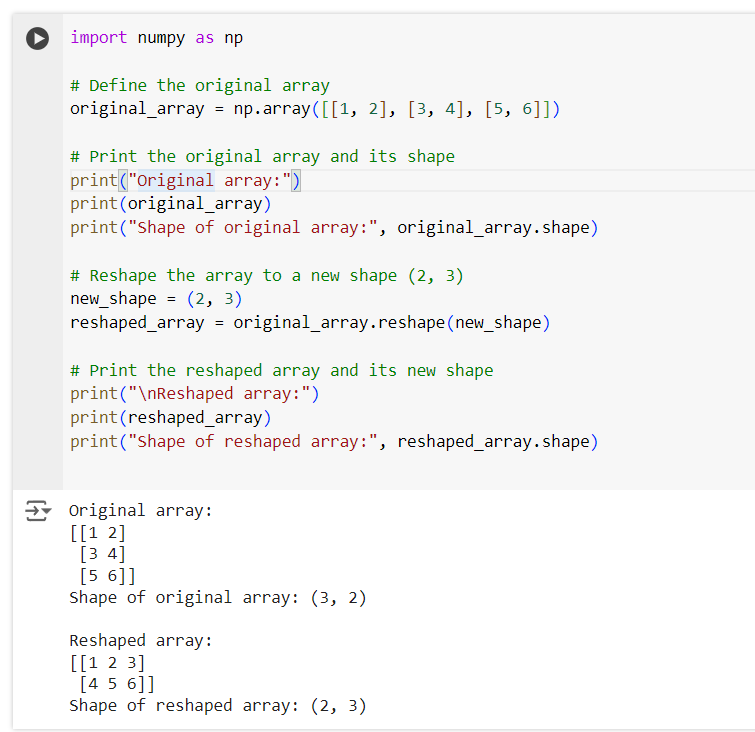 import numpy as np
# Define the original array
original_array = np.array([[1, 2], [3, 4], [5, 6]])
# Print the original array and its shape
print("Original array:")
print(original_array)
print("Shape of original array:", original_array.shape)
# Reshape the array to a new shape (2, 3)
new_shape = (2, 3)
reshaped_array = original_array.reshape(new_shape)
# Print the reshaped array and its new shape
print("\nReshaped array:")
print(reshaped_array)
print("Shape of reshaped array:", reshaped_array.shape)
Original array:
[[1 2]
 [3 4]
 [5 6]]
Shape of original array: (3, 2)
Reshaped array:
[[1 2 3]
 [4 5 6]]
Shape of reshaped array: (2, 3)